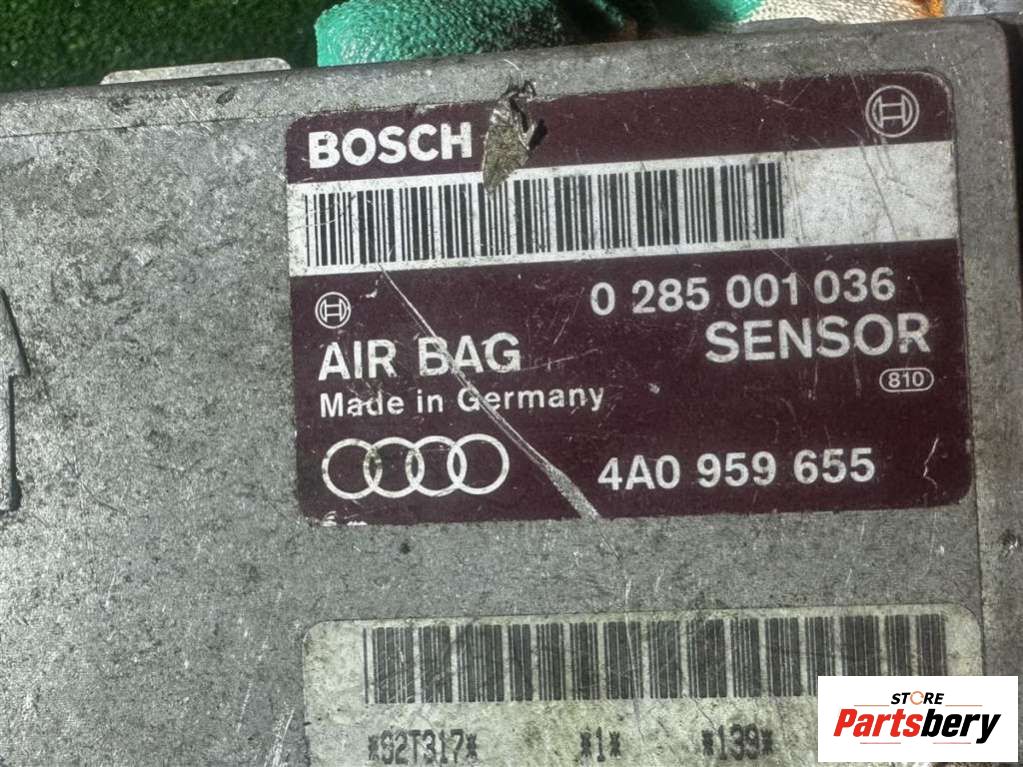 BOSCH
0 285 001 036
AIR BAG SENSOR
810
Made in Germany
4A0 959 655
*S2T317* *1* *139*
STORE
Partsbery